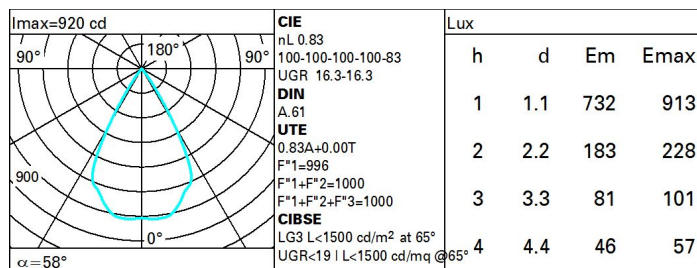 Imax=920 cd
90° 180° 90°
900
0°
α=58°
CIE
nL 0.83
100-100-100-100-83
UGR 16.3-16.3
DIN
A.61
UTE
0.83A+0.00T
F"1=996
F"1+F"2=1000
F"1+F"2+F"3=1000
CIBSE
LG3 L<1500 cd/m² at 65°
UGR<19 | L<1500 cd/mq @65°
Lux
h d Em Emax
1 1.1 732 913
2 2.2 183 228
3 3.3 81 101
4 4.4 46 57